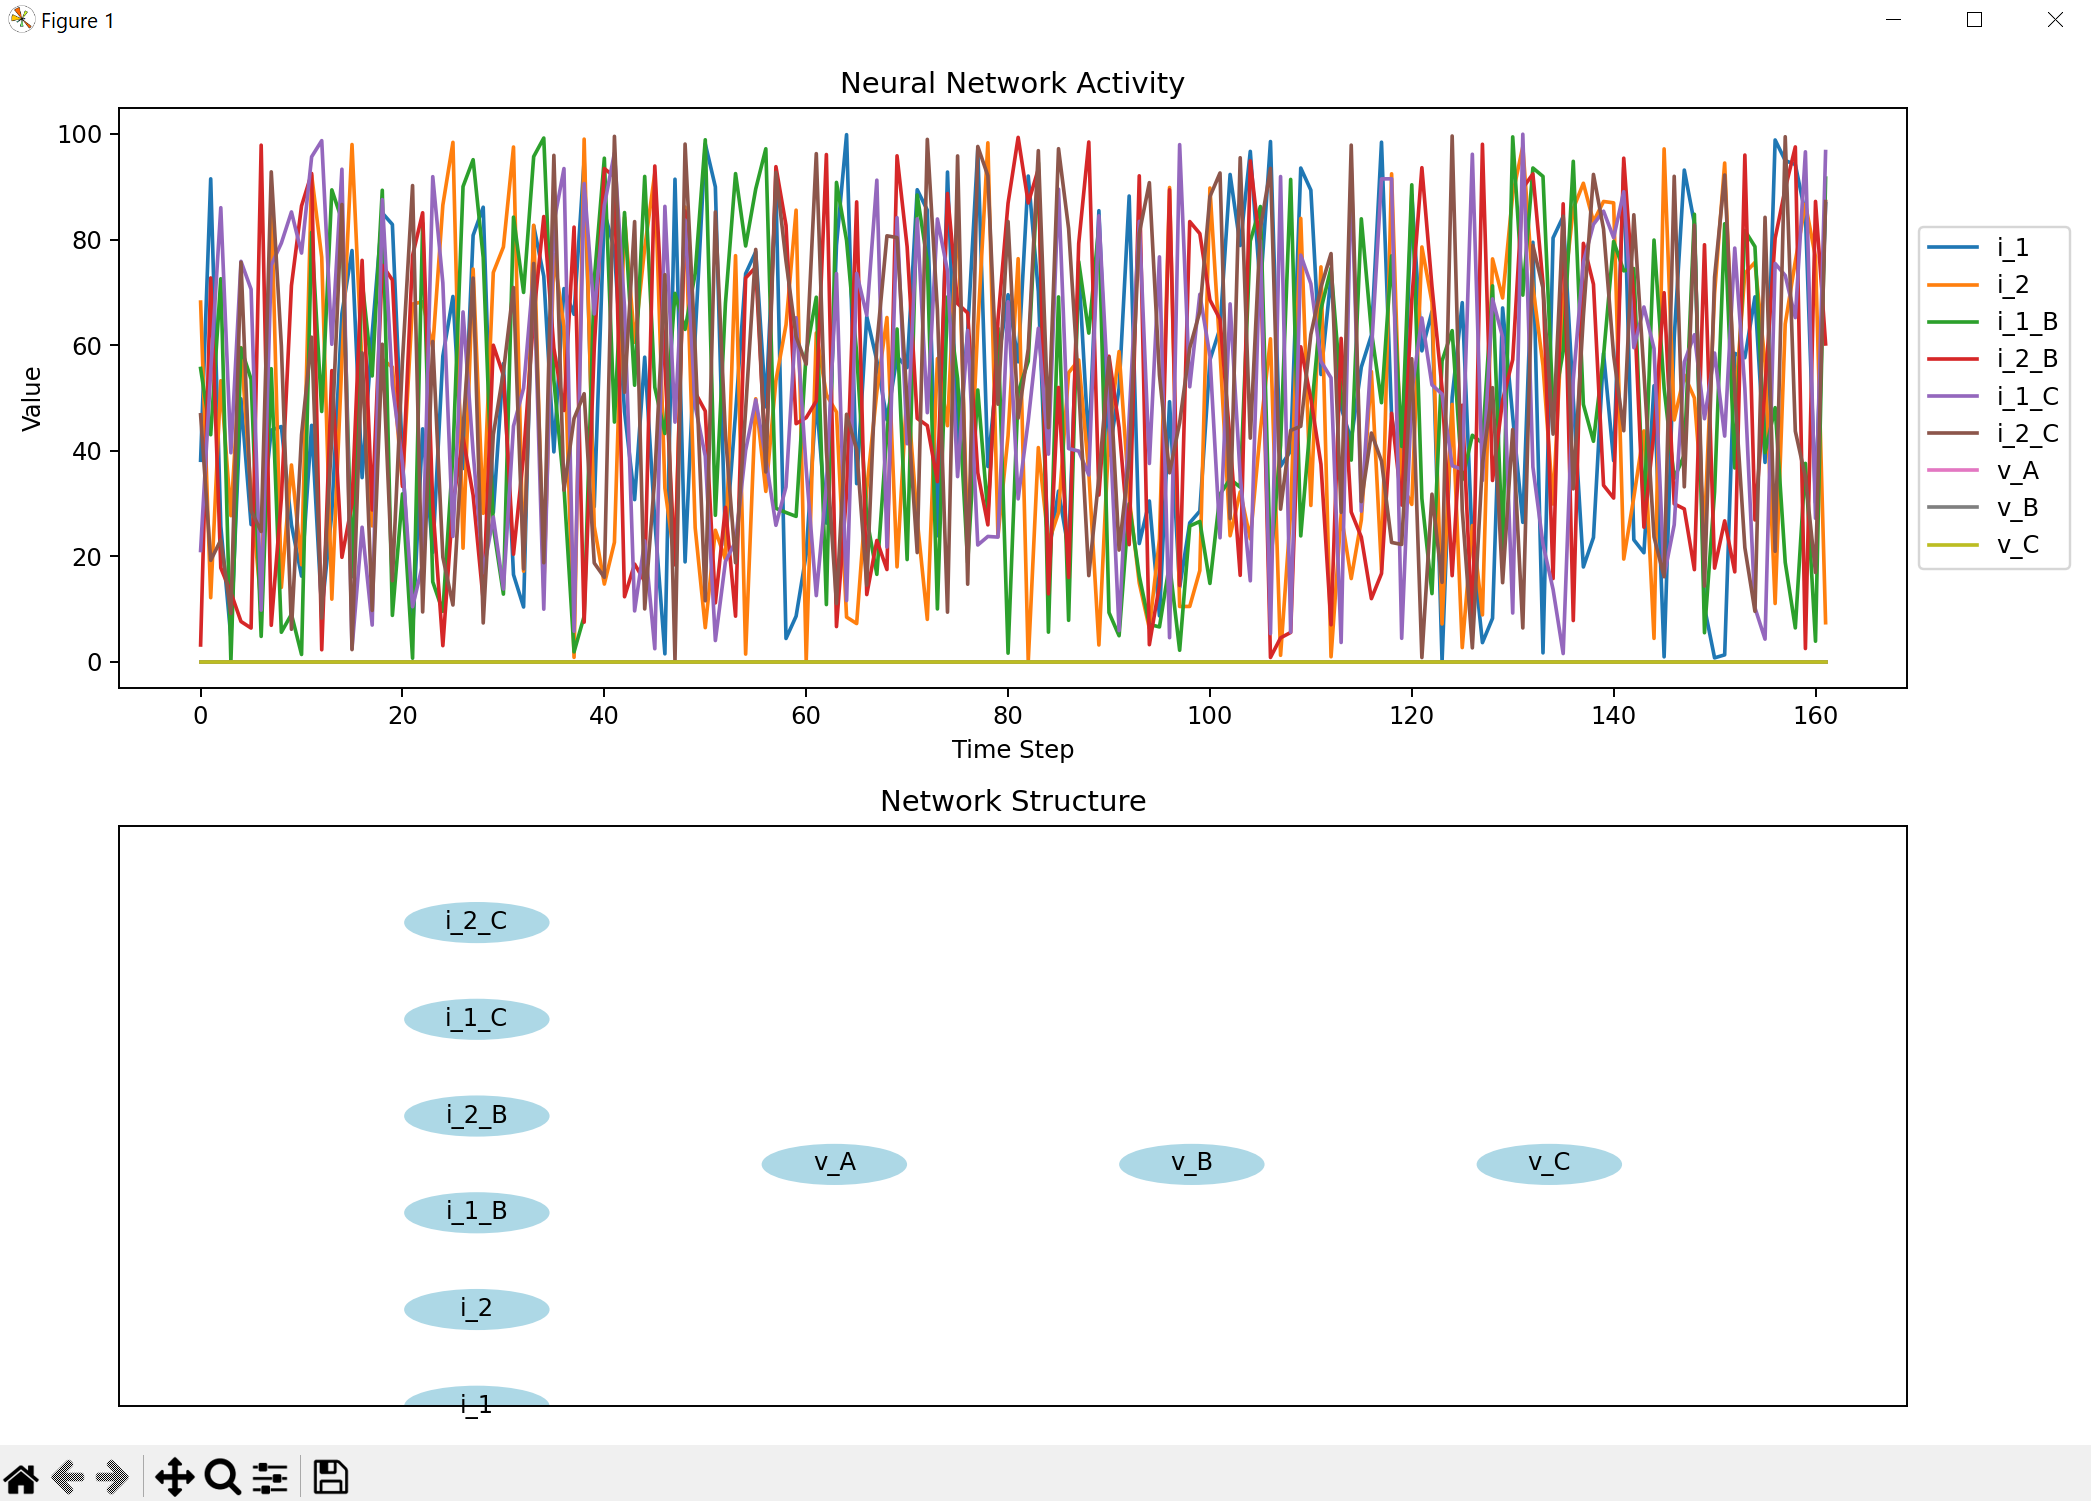 Figure 1
Neural Network Activity
Value
100
80
60
40
20
0
0 20 40 60 80 100 120 140 160
Time Step
i_1
i_2
i_1_B
i_2_B
i_1_C
i_2_C
v_A
v_B
v_C
Network Structure
i_2_C
i_1_C
i_2_B
v_A v_B v_C
i_1_B
i_2
i_1